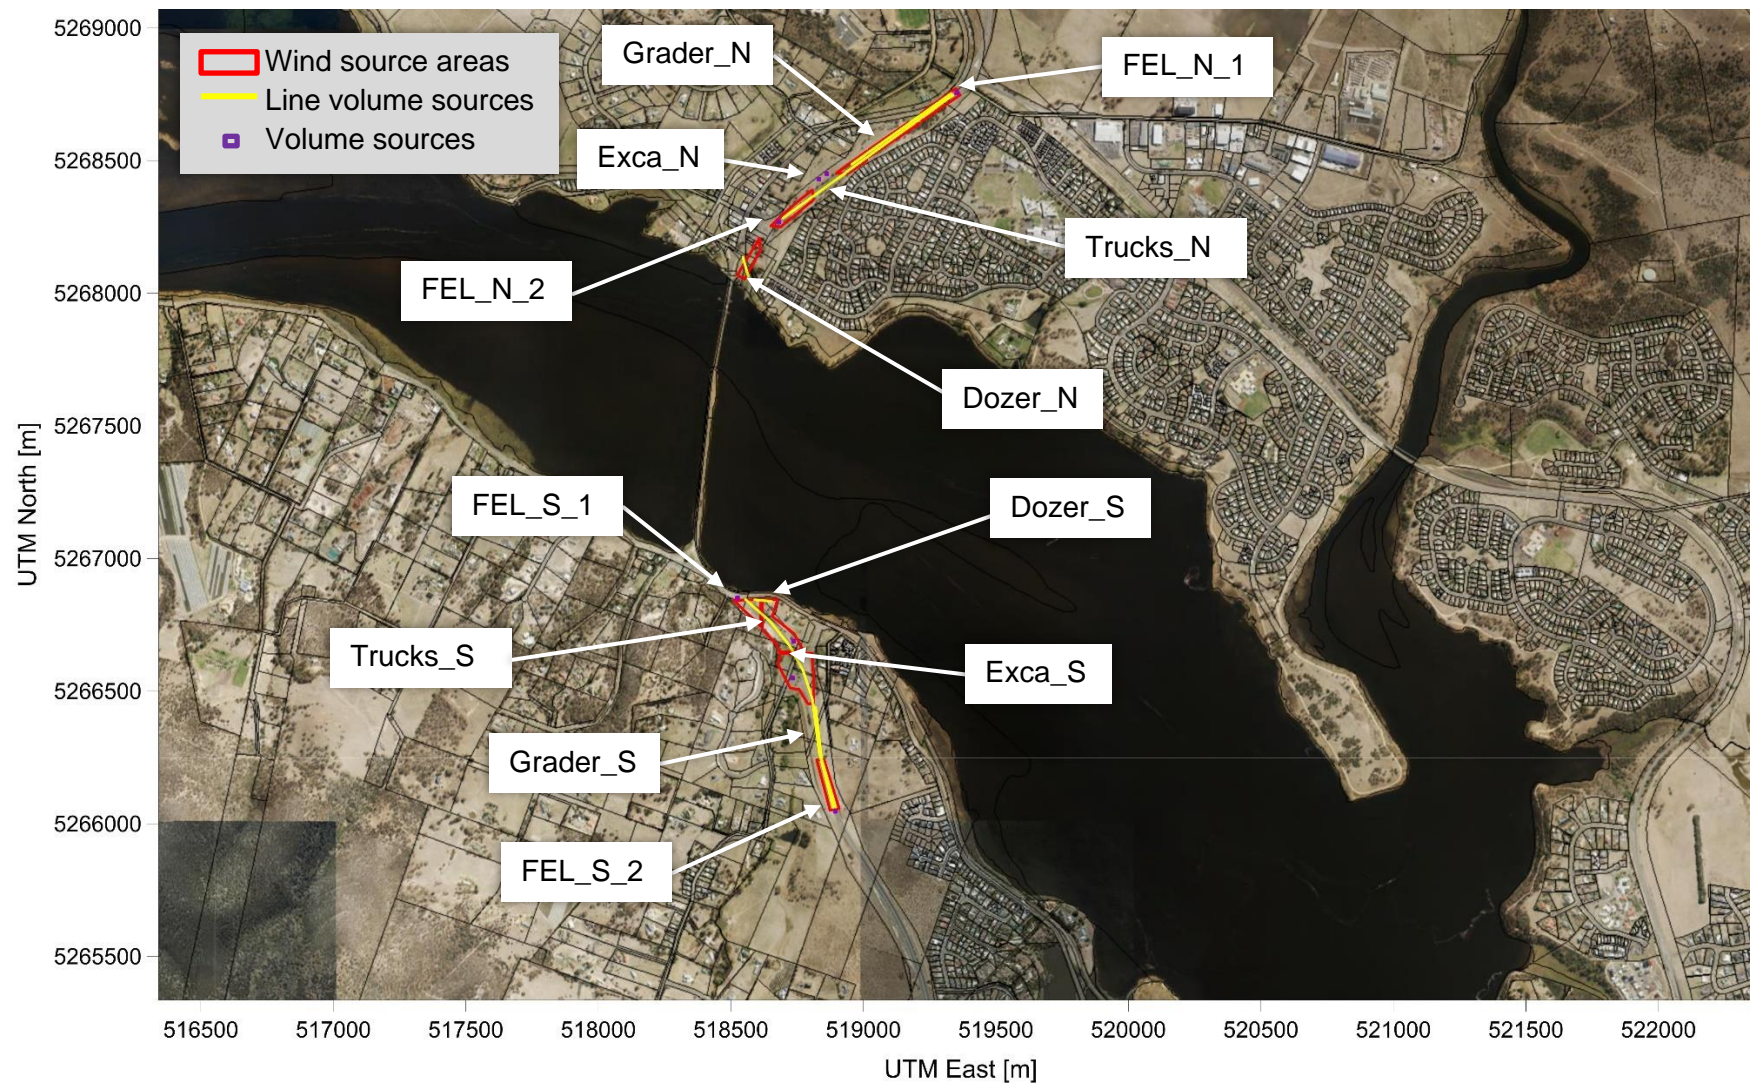 5269000
Wind source areas
Line volume sources
Volume sources
Grader_N
FEL_N_1
Exca_N
5268500
Trucks_N
FEL_N_2
5268000
Dozer_N
5267500
UTM North [m]
FEL_S_1
Dozer_S
5267000
Trucks_S
Exca_S
5266500
Grader_S
5266000
FEL_S_2
5265500
516500 517000 517500 518000 518500 519000 519500 520000 520500 521000 521500 522000
UTM East [m]